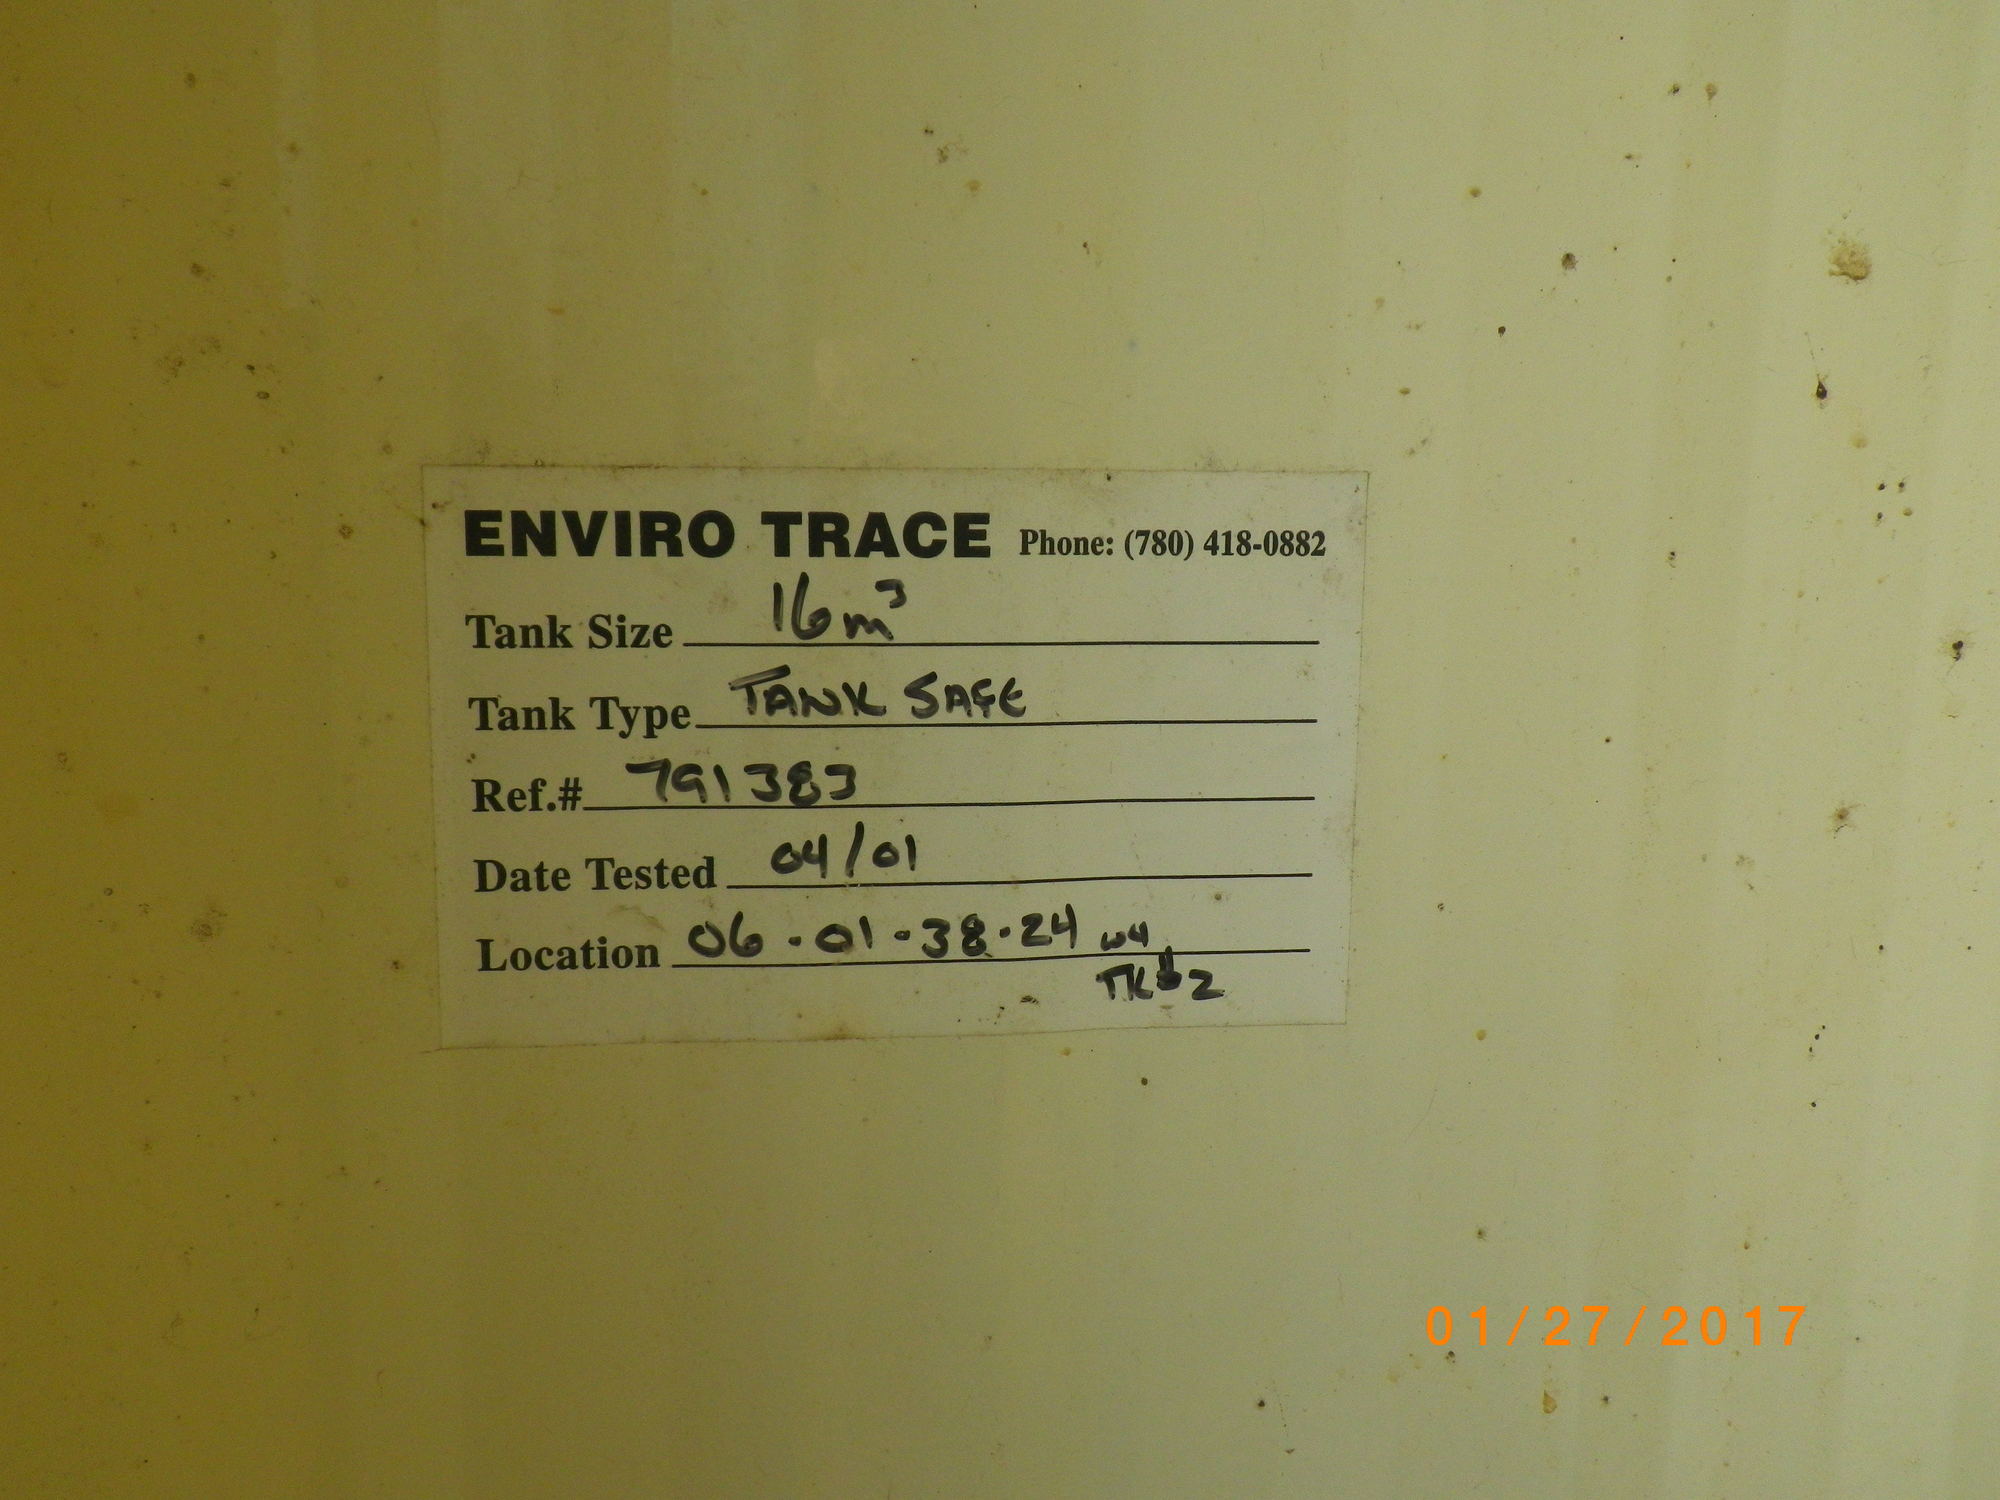 ENVIRO TRACE Phone: (780) 418-0882
Tank Size 16m³
Tank Type TANK SAFE
Ref.# 791383
Date Tested 04/01
Location 06 · 01 · 38 · 24 W4
TK#2
01/27/2017